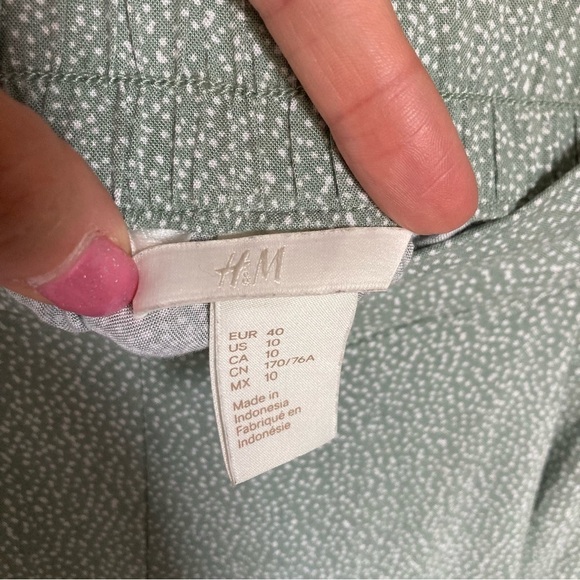 H&M
EUR 40
US 10
CA 10
CN 170/76A
MX 10
Made in
Indonesia
Fabriqué en
Indonésie